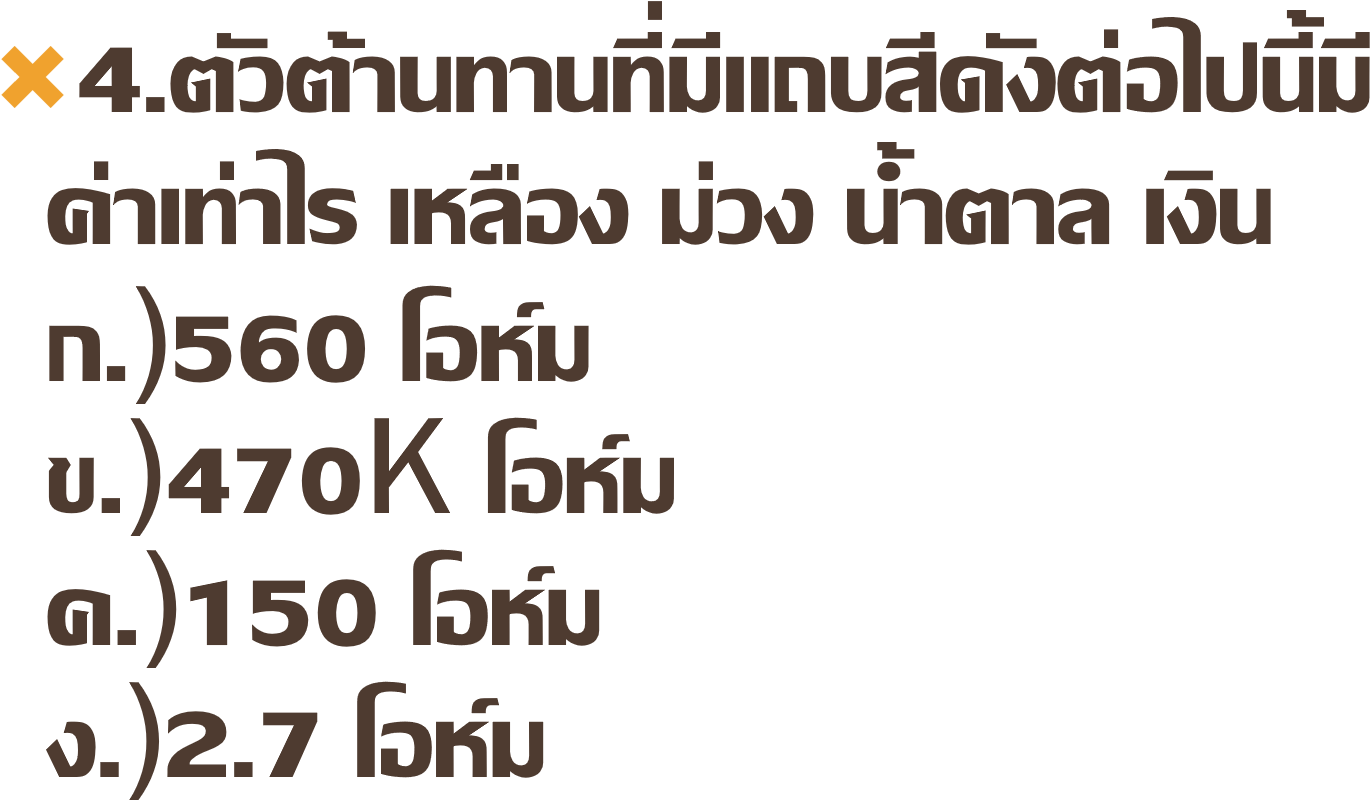 ×4.ตัวต้านทานที่มีแถบสีดังต่อไปนี้มี
ค่าเท่าไร เหลือง ม่วง น้ำตาล เงิน
ก.)560 โอห์ม
ข.)470K โอห์ม
ค.)150 โอห์ม
ง.)2.7 โอห์ม